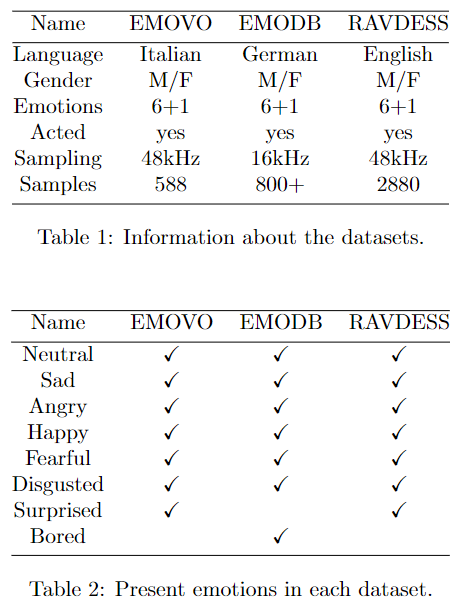 Name EMOVO EMODB RAVDESS
Language Italian German English
Gender M/F M/F M/F
Emotions 6+1 6+1 6+1
Acted yes yes yes
Sampling 48kHz 16kHz 48kHz
Samples 588 800+ 2880
Table 1: Information about the datasets.
Name EMOVO EMODB RAVDESS
Neutral ✓ ✓ ✓
Sad ✓ ✓ ✓
Angry ✓ ✓ ✓
Happy ✓ ✓ ✓
Fearful ✓ ✓ ✓
Disgusted ✓ ✓ ✓
Surprised ✓ ✓
Bored ✓
Table 2: Present emotions in each dataset.